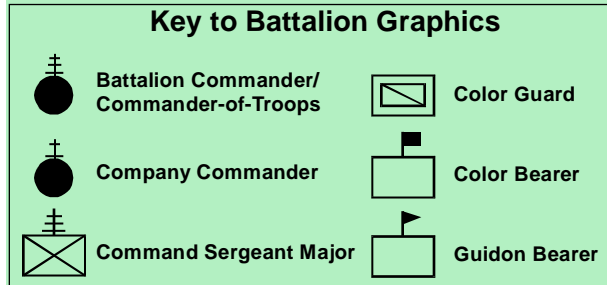 Key to Battalion Graphics
Battalion Commander/
Commander-of-Troops
Color Guard
Company Commander
Color Bearer
Command Sergeant Major
Guidon Bearer